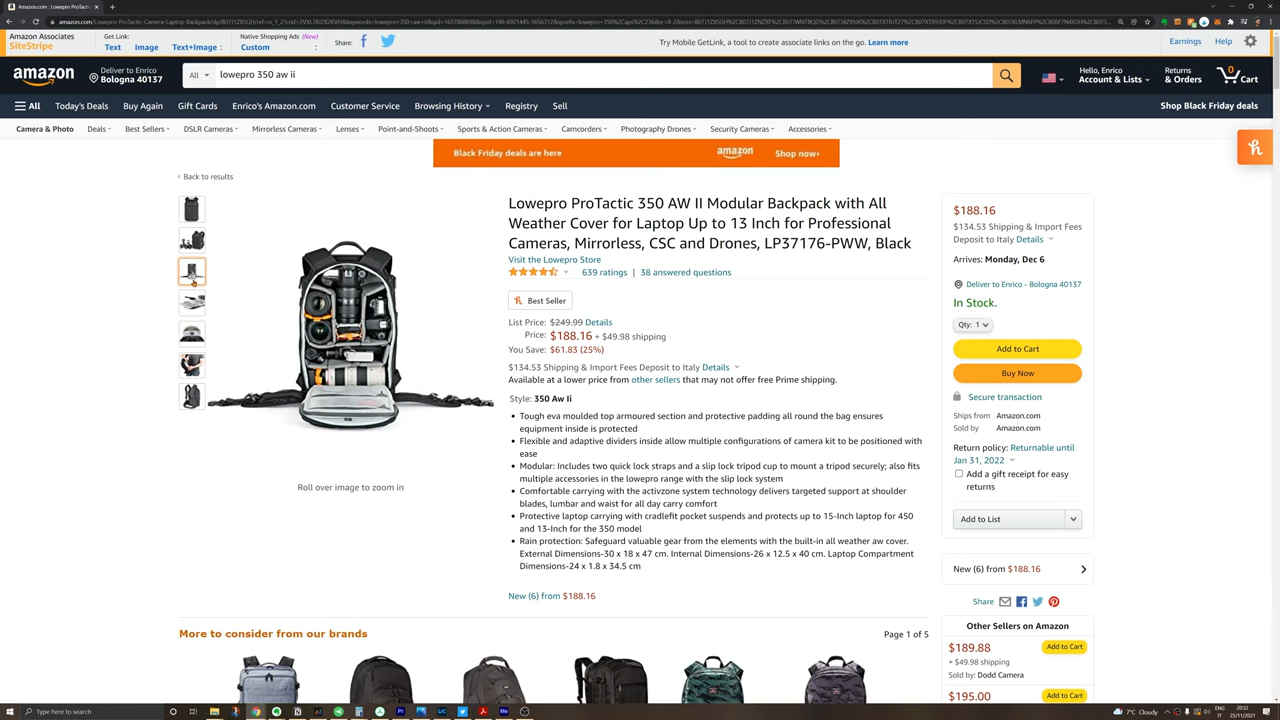 Amazon.com: Lowepro ProTactic
Amazon Associates
SiteStripe
Get Link:
Text
Image
Text+Image
Native Shopping Ads (New)
Custom
Share:
Try Mobile GetLink, a tool to create associate links on the go. Learn more
Earnings
Help
amazon
Deliver to Enrico
Bologna 40137
All
lowepro 350 aw ii
Hello, Enrico
Account & Lists
Returns
& Orders
0
Cart
All
Today's Deals
Buy Again
Gift Cards
Enrico's Amazon.com
Customer Service
Browsing History
Registry
Sell
Shop Black Friday deals
Camera & Photo
Deals
Best Sellers
DSLR Cameras
Mirrorless Cameras
Lenses
Point-and-Shoots
Sports & Action Cameras
Camcorders
Photography Drones
Security Cameras
Accessories
Black Friday deals are here
amazon
Shop now›
‹ Back to results
Roll over image to zoom in
Lowepro ProTactic 350 AW II Modular Backpack with All
Weather Cover for Laptop Up to 13 Inch for Professional
Cameras, Mirrorless, CSC and Drones, LP37176-PWW, Black
Visit the Lowepro Store
639 ratings | 38 answered questions
Best Seller
List Price: $249.99 Details
Price: $188.16 + $49.98 shipping
You Save: $61.83 (25%)
$134.53 Shipping & Import Fees Deposit to Italy Details
Available at a lower price from other sellers that may not offer free Prime shipping.
Style: 350 Aw Ii
• Tough eva moulded top armoured section and protective padding all round the bag ensures
equipment inside is protected
• Flexible and adaptive dividers inside allow multiple configurations of camera kit to be positioned with
ease
• Modular: Includes two quick lock straps and a slip lock tripod cup to mount a tripod securely; also fits
multiple accessories in the lowepro range with the slip lock system
• Comfortable carrying with the activzone system technology delivers targeted support at shoulder
blades, lumbar and waist for all day carry comfort
• Protective laptop carrying with cradlefit pocket suspends and protects up to 15-Inch laptop for 450
and 13-Inch for the 350 model
• Rain protection: Safeguard valuable gear from the elements with the built-in all weather aw cover.
External Dimensions-30 x 18 x 47 cm. Internal Dimensions-26 x 12.5 x 40 cm. Laptop Compartment
Dimensions-24 x 1.8 x 34.5 cm
New (6) from $188.16
$188.16
$134.53 Shipping & Import Fees
Deposit to Italy Details
Arrives: Monday, Dec 6
Deliver to Enrico - Bologna 40137
In Stock.
Qty: 1
Add to Cart
Buy Now
Secure transaction
Ships from Amazon.com
Sold by Amazon.com
Return policy: Returnable until
Jan 31, 2022
Add a gift receipt for easy
returns
Add to List
New (6) from $188.16
Share
Other Sellers on Amazon
$189.88
Add to Cart
+ $49.98 shipping
Sold by: Dodd Camera
$195.00
Add to Cart
More to consider from our brands
Page 1 of 5
7°C Cloudy
ENG
IT
20:32
25/11/2021